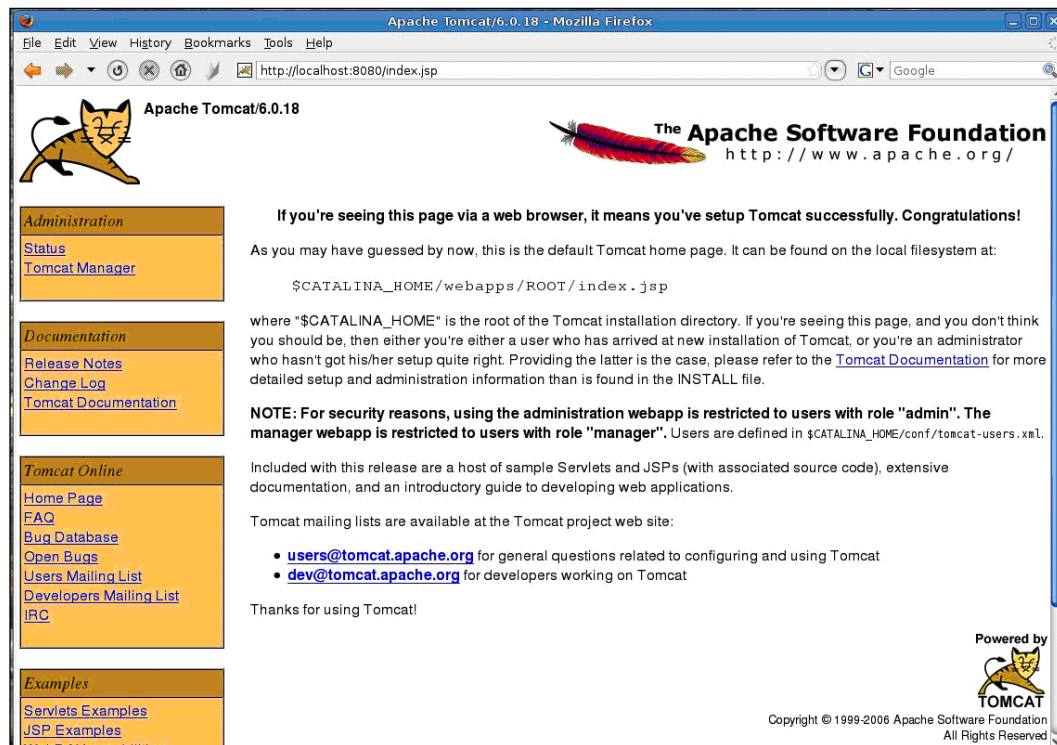 Apache Tomcat/6.0.18 - Mozilla Firefox
File Edit View History Bookmarks Tools Help
http://localhost:8080/index.jsp
G
Google
Apache Tomcat/6.0.18
The Apache Software Foundation
http://www.apache.org/
Administration
Status
Tomcat Manager
Documentation
Release Notes
Change Log
Tomcat Documentation
Tomcat Online
Home Page
FAQ
Bug Database
Open Bugs
Users Mailing List
Developers Mailing List
IRC
Examples
Servlets Examples
JSP Examples
If you're seeing this page via a web browser, it means you've setup Tomcat successfully. Congratulations!
As you may have guessed by now, this is the default Tomcat home page. It can be found on the local filesystem at:
$CATALINA_HOME/webapps/ROOT/index.jsp
where "$CATALINA_HOME" is the root of the Tomcat installation directory. If you're seeing this page, and you don't think
you should be, then either you're either a user who has arrived at new installation of Tomcat, or you're an administrator
who hasn't got his/her setup quite right. Providing the latter is the case, please refer to the Tomcat Documentation for more
detailed setup and administration information than is found in the INSTALL file.
NOTE: For security reasons, using the administration webapp is restricted to users with role "admin". The
manager webapp is restricted to users with role "manager". Users are defined in $CATALINA_HOME/conf/tomcat-users.xml.
Included with this release are a host of sample Servlets and JSPs (with associated source code), extensive
documentation, and an introductory guide to developing web applications.
Tomcat mailing lists are available at the Tomcat project web site:
• users@tomcat.apache.org for general questions related to configuring and using Tomcat
• dev@tomcat.apache.org for developers working on Tomcat
Thanks for using Tomcat!
Powered by
TOMCAT
Copyright © 1999-2006 Apache Software Foundation
All Rights Reserved